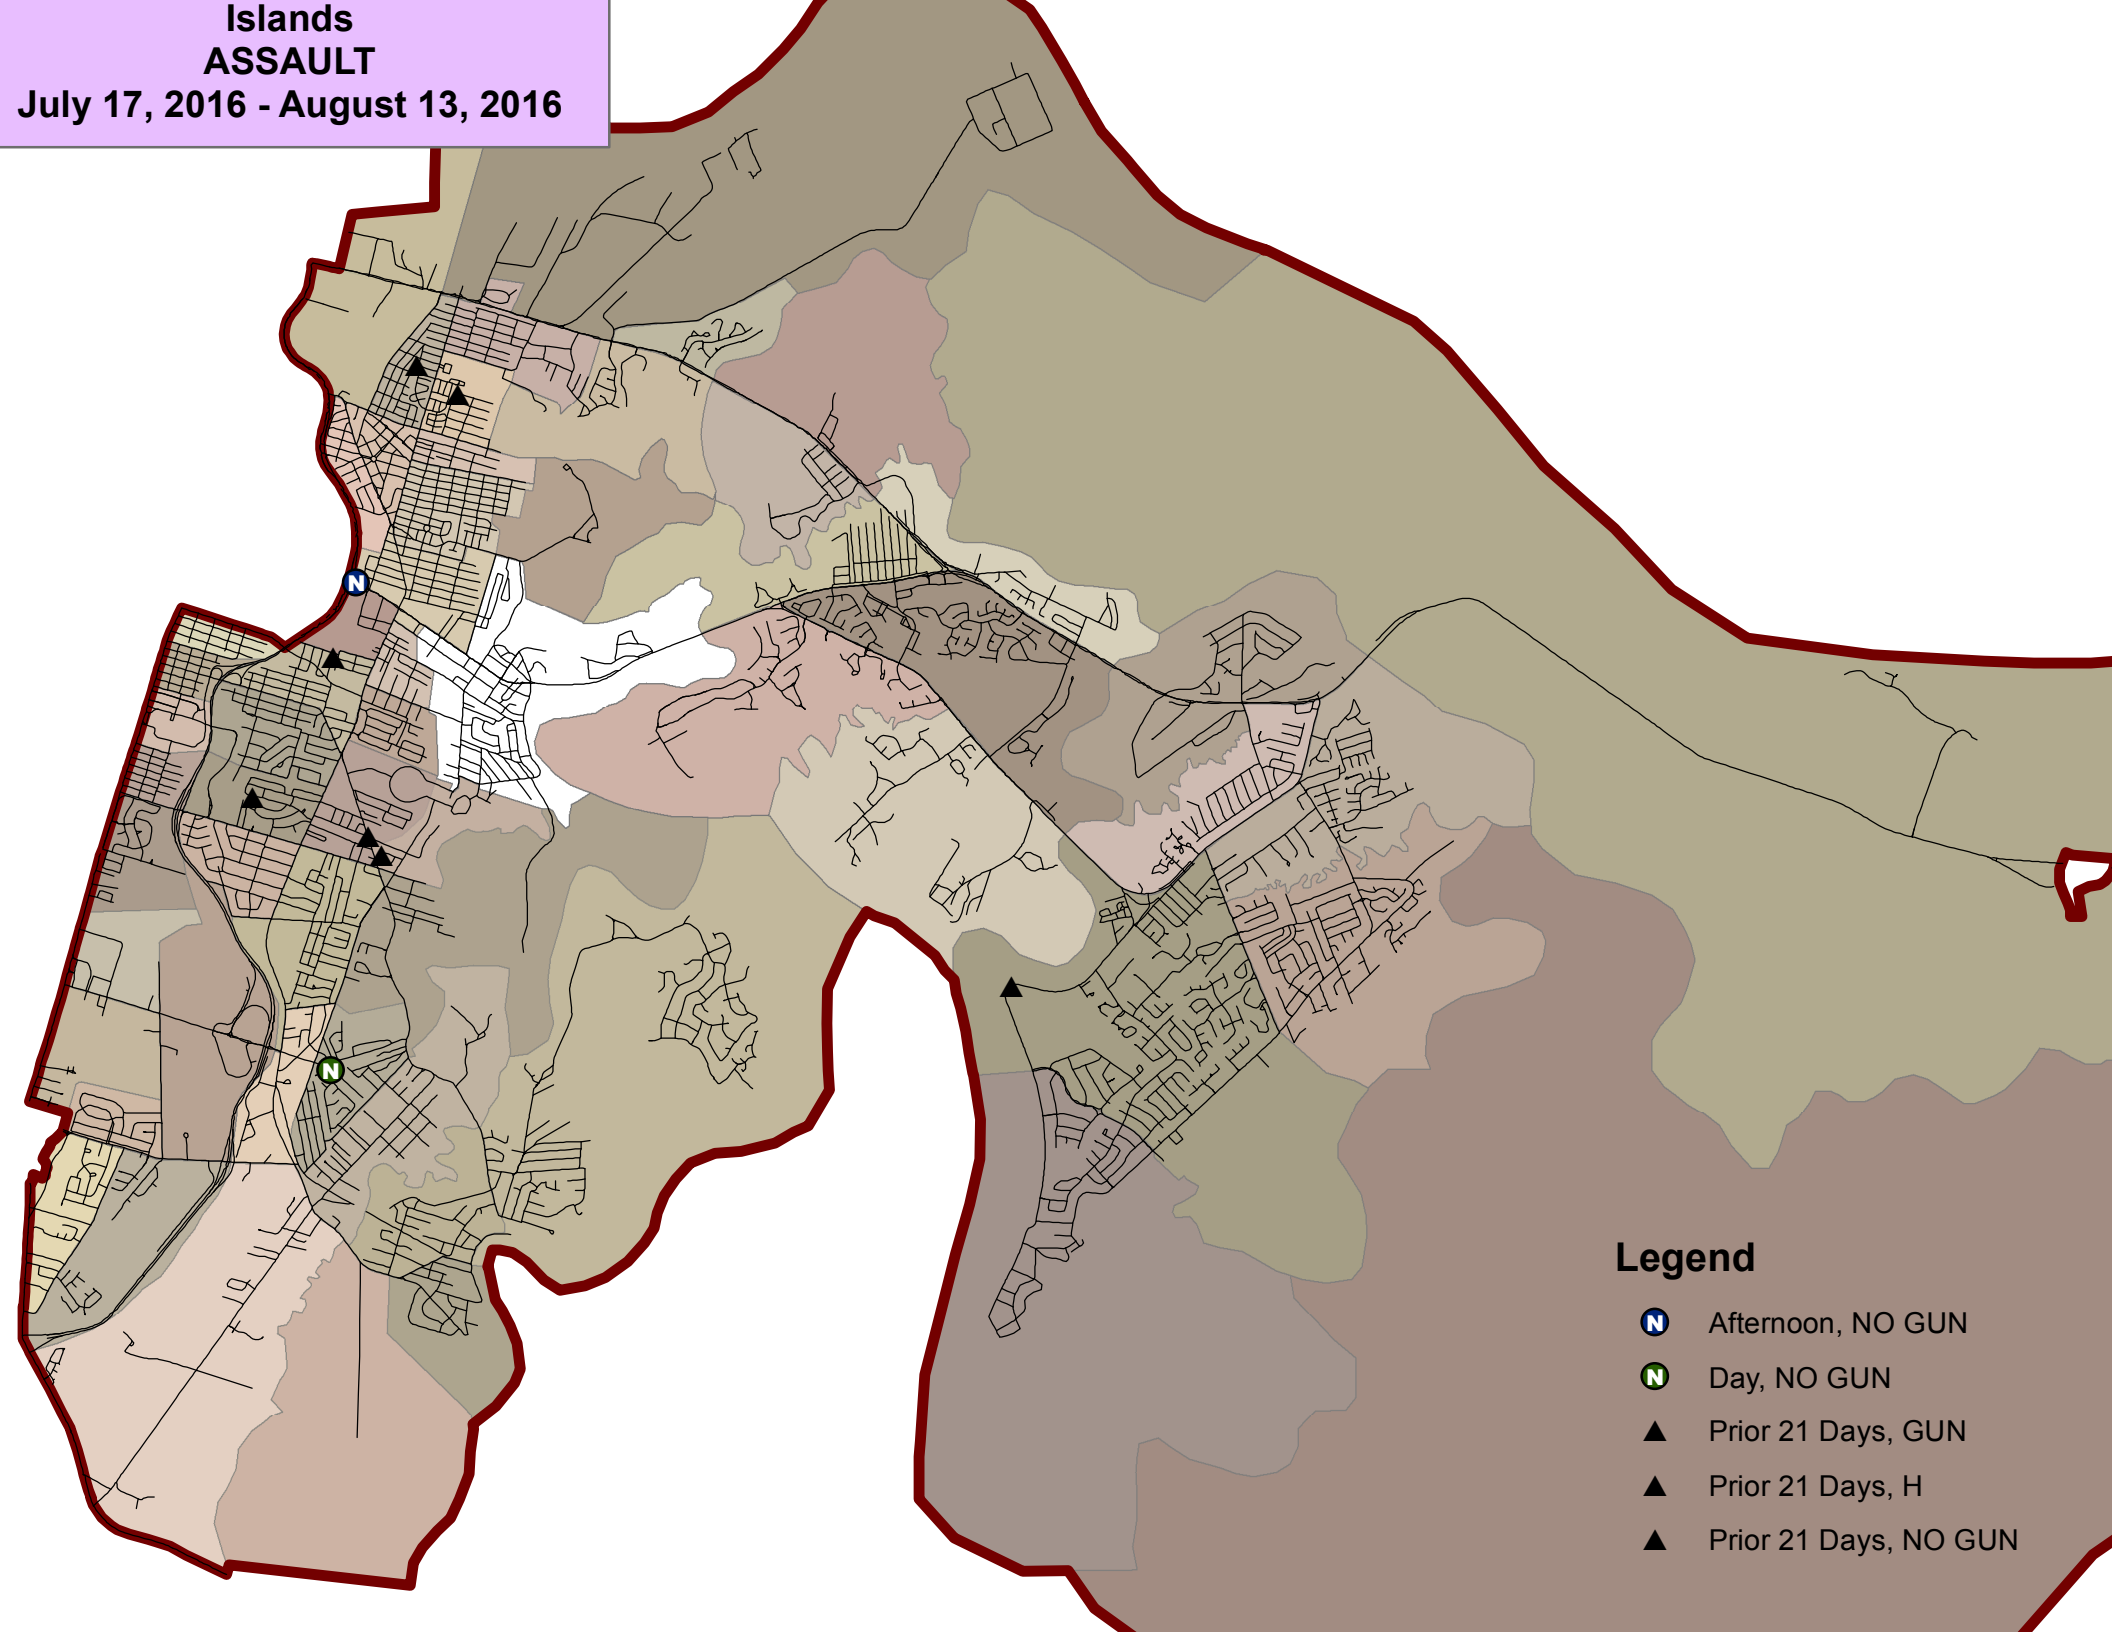 Islands
ASSAULT
July 17, 2016 - August 13, 2016
N
N
Legend
N Afternoon, NO GUN
N Day, NO GUN
Prior 21 Days, GUN
Prior 21 Days, H
Prior 21 Days, NO GUN